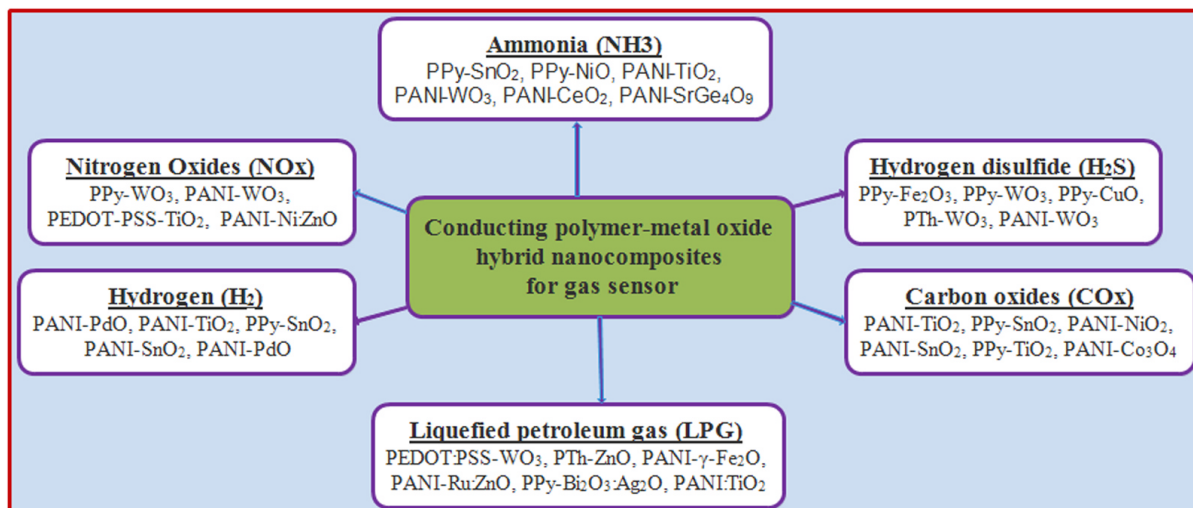 Ammonia (NH3)
PPy-SnO₂, PPy-NiO, PANI-TiO₂,
PANI-WO₃, PANI-CeO₂, PANI-SrGe₄O₉
Nitrogen Oxides (NOx)
PPy-WO₃, PANI-WO₃,
PEDOT-PSS-TiO₂, PANI-Ni:ZnO
Hydrogen disulfide (H₂S)
PPy-Fe₂O₃, PPy-WO₃, PPy-CuO,
PTh-WO₃, PANI-WO₃
Conducting polymer-metal oxide
hybrid nanocomposites
for gas sensor
Hydrogen (H₂)
PANI-PdO, PANI-TiO₂, PPy-SnO₂,
PANI-SnO₂, PANI-PdO
Carbon oxides (COx)
PANI-TiO₂, PPy-SnO₂, PANI-NiO₂,
PANI-SnO₂, PPy-TiO₂, PANI-Co₃O₄
Liquefied petroleum gas (LPG)
PEDOT:PSS-WO₃, PTh-ZnO, PANI-γ-Fe₂O,
PANI-Ru:ZnO, PPy-Bi₂O₃:Ag₂O, PANI:TiO₂